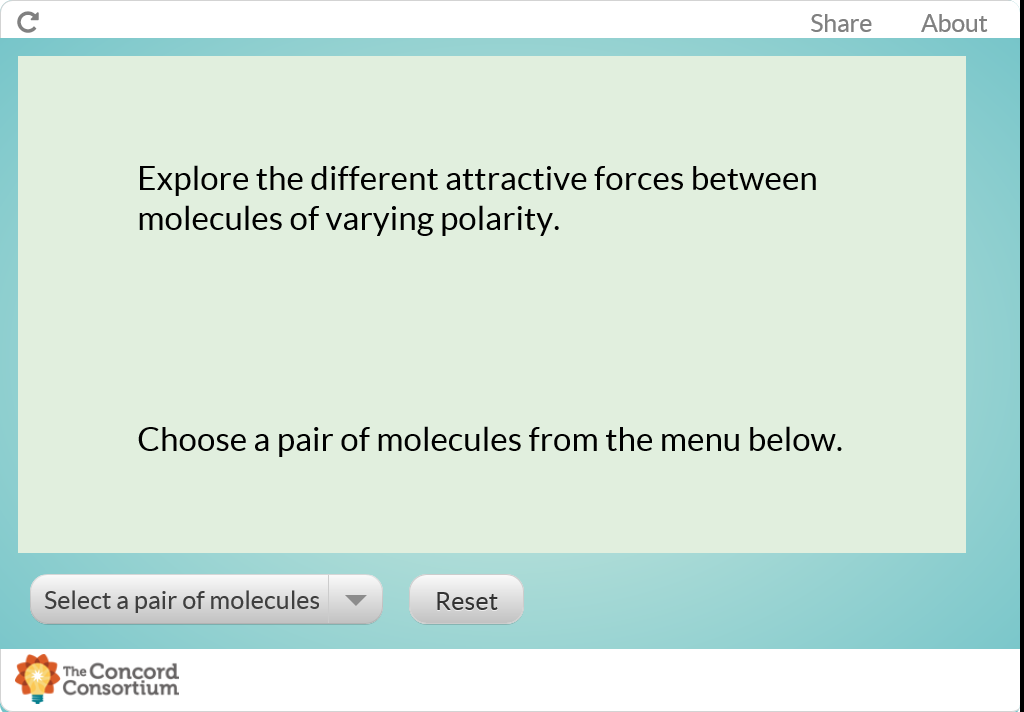 Share About
Explore the different attractive forces between
molecules of varying polarity.
Choose a pair of molecules from the menu below.
Select a pair of molecules Reset
The Concord
Consortium